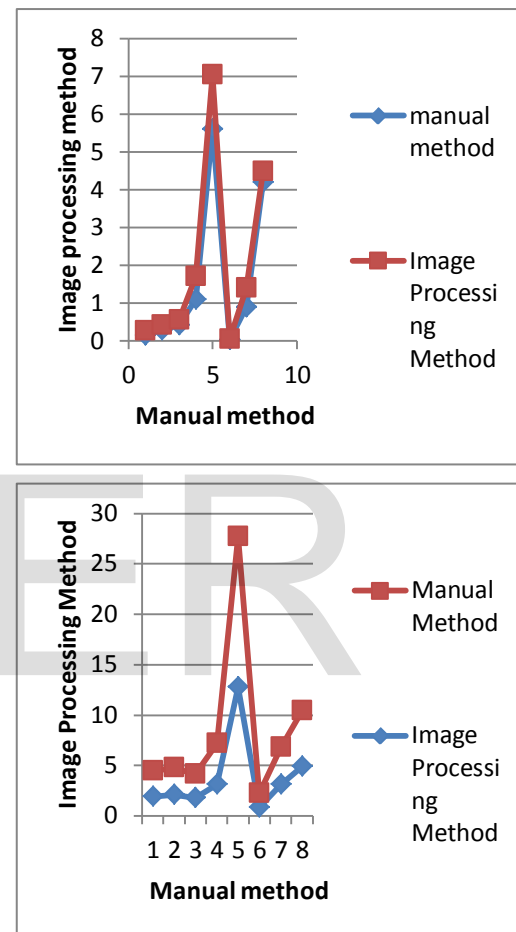 8
7
6
5
4
3
2
1
0
0 5 10
Image processing method
Manual method
manual
method
Image
Processi
ng
Method
30
25
20
15
10
5
0
1 2 3 4 5 6 7 8
Image Processing Method
Manual method
Manual
Method
Image
Processi
ng
Method
ER